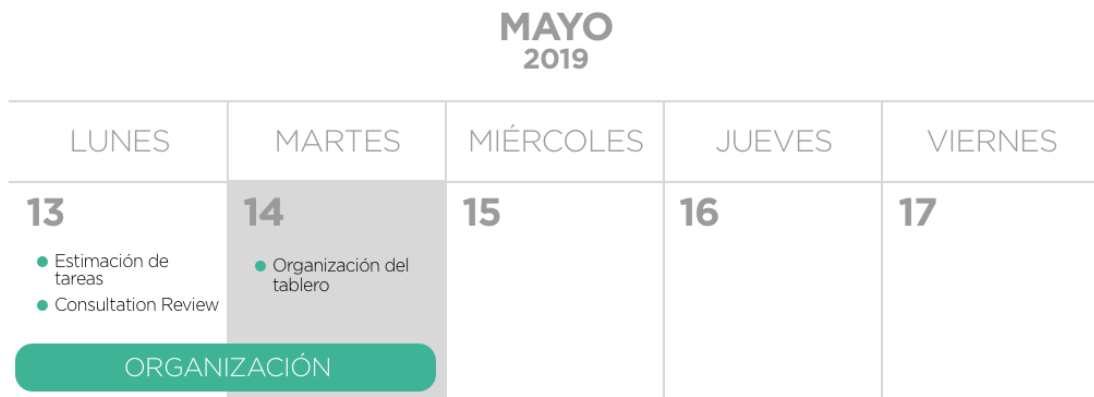 MAYO
2019
LUNES
MARTES
MIÉRCOLES
JUEVES
VIERNES
13
14
15
16
17
Estimación de
tareas
Consultation Review
Organización del
tablero
ORGANIZACIÓN